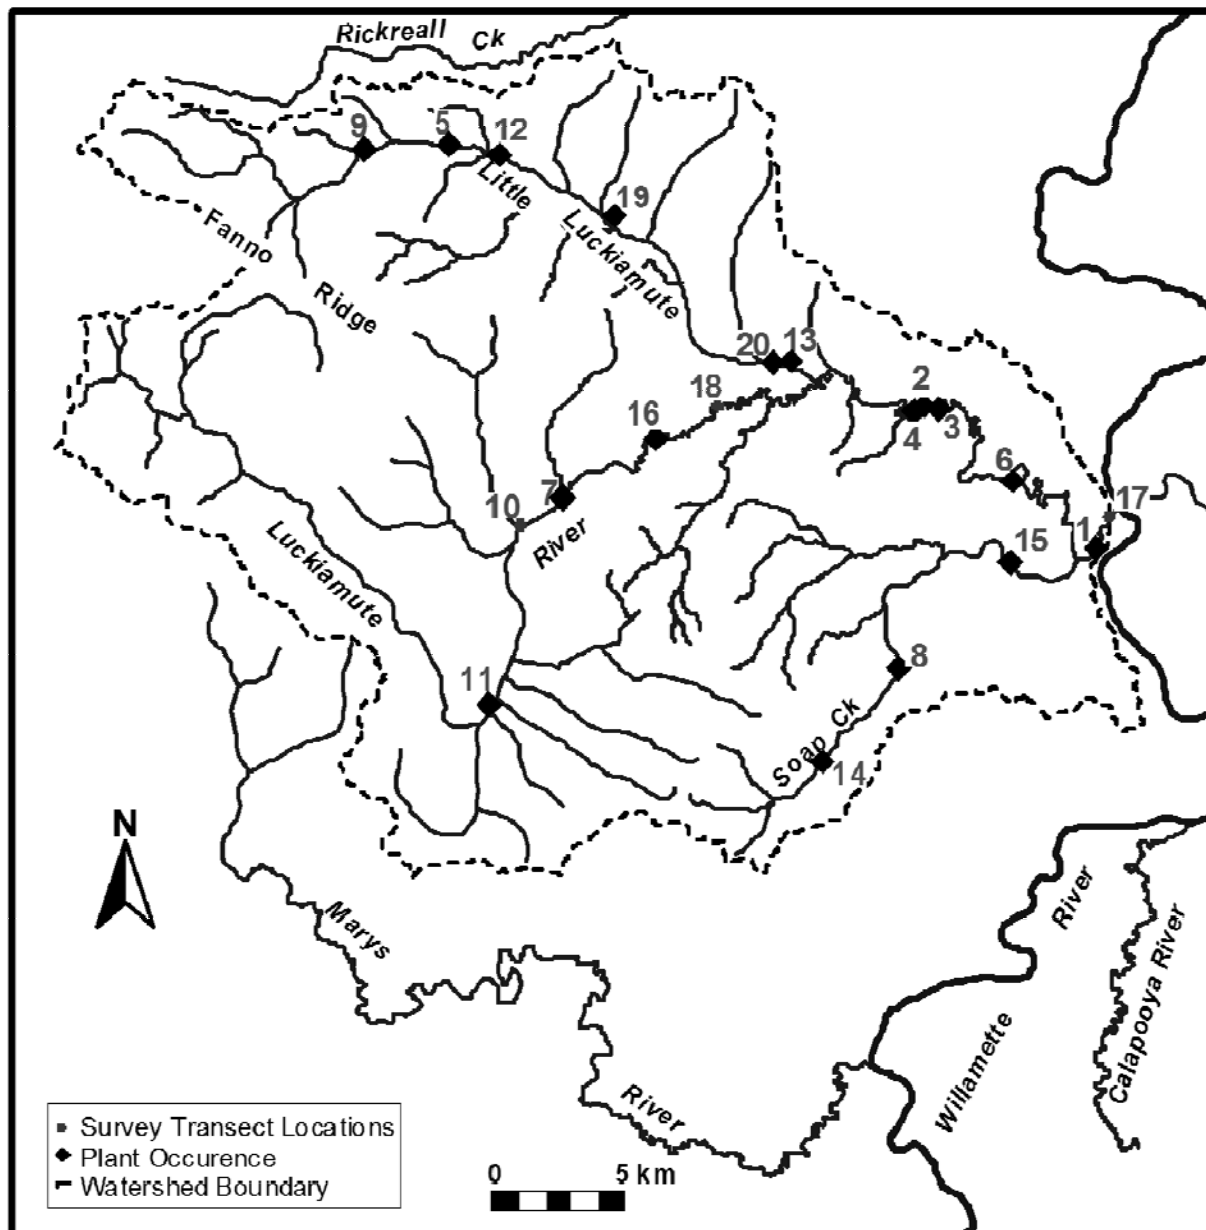 Rickreall Ck
9
5
12
Little
19
Luckiamute
Fanno
Ridge
20
13
2
18
16
4
3
6
7
10
River
17
1
15
Luckiamute
8
11
Soap Ck
14
N
Marys
River
River
Calapooya River
Willamette
Survey Transect Locations
Plant Occurence
Watershed Boundary
0
5 km